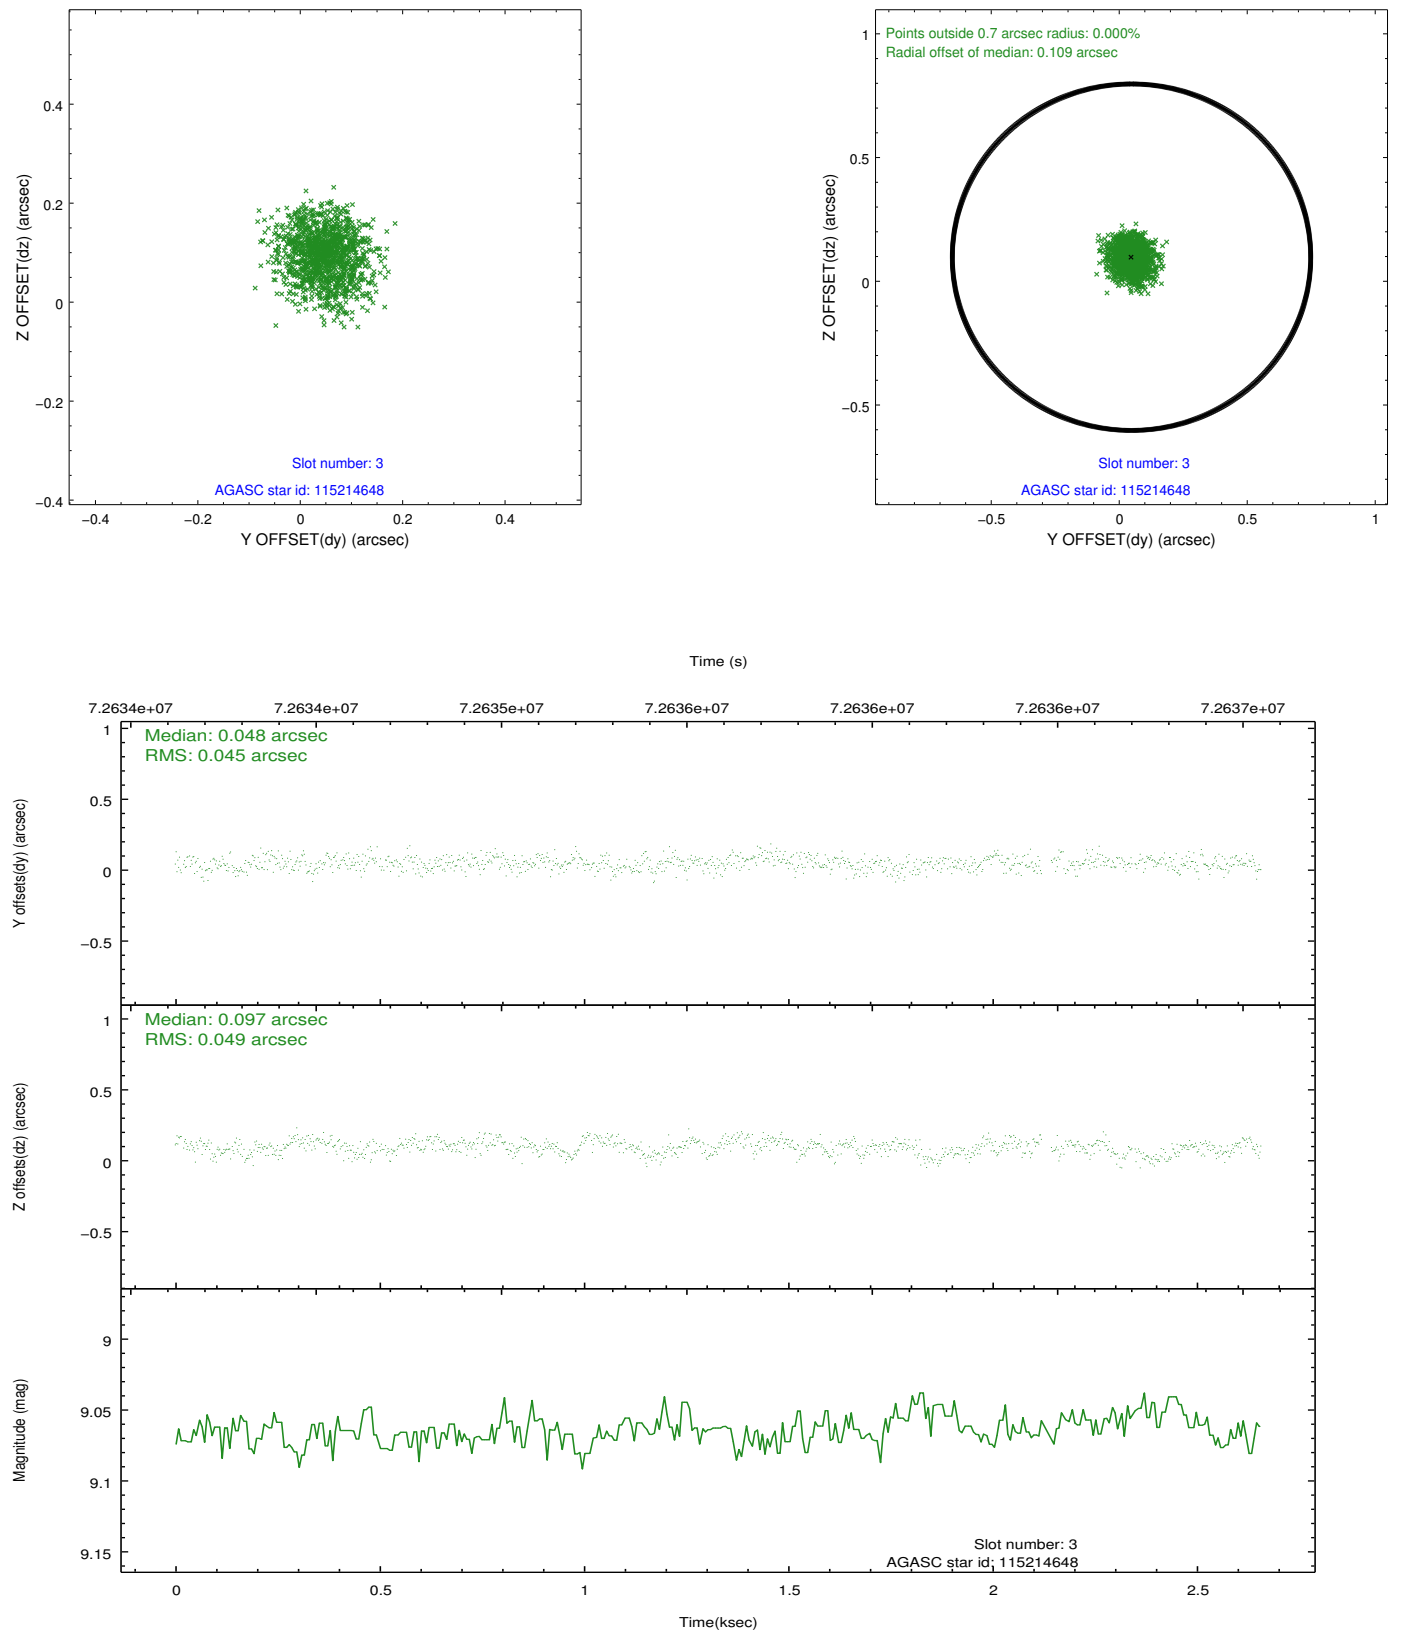 0.4
0.2
0
−0.2
−0.4
Z OFFSET(dz) (arcsec)
Slot number: 3
AGASC star id: 115214648
−0.4 −0.2 0 0.2 0.4
Y OFFSET(dy) (arcsec)
Points outside 0.7 arcsec radius: 0.000%
Radial offset of median: 0.109 arcsec
1
0.5
0
−0.5
Z OFFSET(dz) (arcsec)
Slot number: 3
AGASC star id: 115214648
−0.5 0 0.5 1
Y OFFSET(dy) (arcsec)
Time (s)
7.2634e+07 7.2634e+07 7.2635e+07 7.2636e+07 7.2636e+07 7.2636e+07 7.2637e+07
Median: 0.048 arcsec
RMS: 0.045 arcsec
1
0.5
0
−0.5
Y offsets(dy) (arcsec)
Median: 0.097 arcsec
RMS: 0.049 arcsec
1
0.5
0
−0.5
Z offsets(dz) (arcsec)
9
9.05
9.1
9.15
Magnitude (mag)
Slot number: 3
AGASC star id: 115214648
0 0.5 1 1.5 2 2.5
Time(ksec)